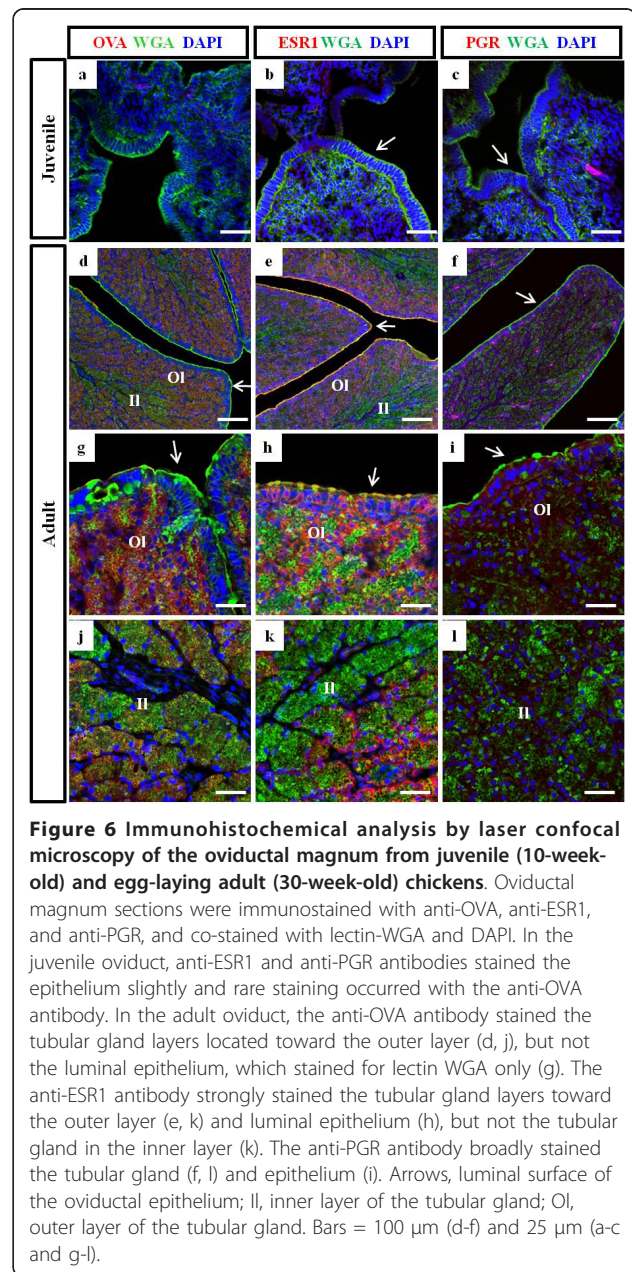 OVA WGA DAPI
ESR1 WGA DAPI
PGR WGA DAPI
Juvenile
a
b
c
Adult
d
Ol
Il
e
Ol
Il
f
g
Ol
h
Ol
i
Ol
j
Il
k
Il
l
Il
Figure 6 Immunohistochemical analysis by laser confocal
microscopy of the oviductal magnum from juvenile (10-week-
old) and egg-laying adult (30-week-old) chickens. Oviductal
magnum sections were immunostained with anti-OVA, anti-ESR1,
and anti-PGR, and co-stained with lectin-WGA and DAPI. In the
juvenile oviduct, anti-ESR1 and anti-PGR antibodies stained the
epithelium slightly and rare staining occurred with the anti-OVA
antibody. In the adult oviduct, the anti-OVA antibody stained the
tubular gland layers located toward the outer layer (d, j), but not
the luminal epithelium, which stained for lectin WGA only (g). The
anti-ESR1 antibody strongly stained the tubular gland layers toward
the outer layer (e, k) and luminal epithelium (h), but not the tubular
gland in the inner layer (k). The anti-PGR antibody broadly stained
the tubular gland (f, l) and epithelium (i). Arrows, luminal surface of
the oviductal epithelium; Il, inner layer of the tubular gland; Ol,
outer layer of the tubular gland. Bars = 100 μm (d-f) and 25 μm (a-c
and g-l).